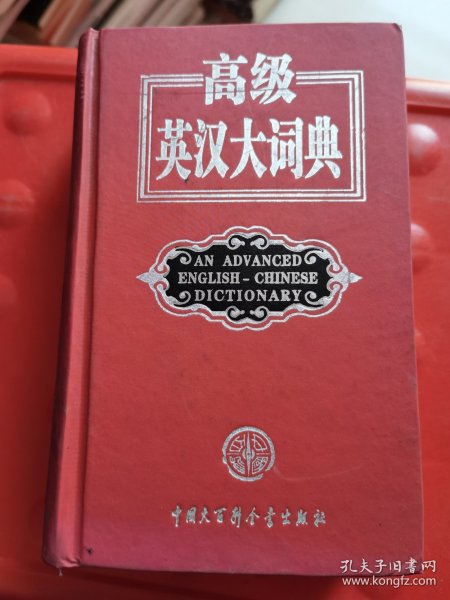 高级
英汉大词典
AN ADVANCED
ENGLISH - CHINESE
DICTIONARY
中国大百科全书出版社
孔夫子旧书网
www.kongfz.com